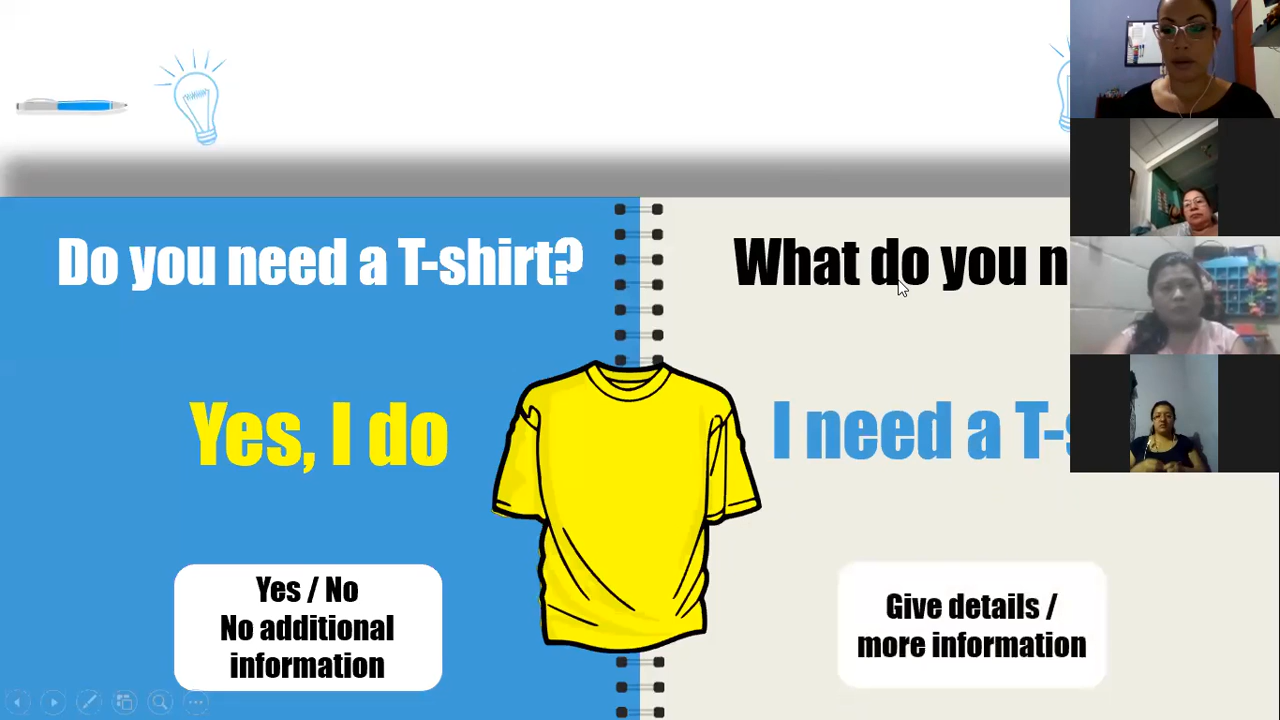 Do you need a T-shirt?
What do you
Yes, I do
I need a
Yes / No
No additional
information
Give details /
more information